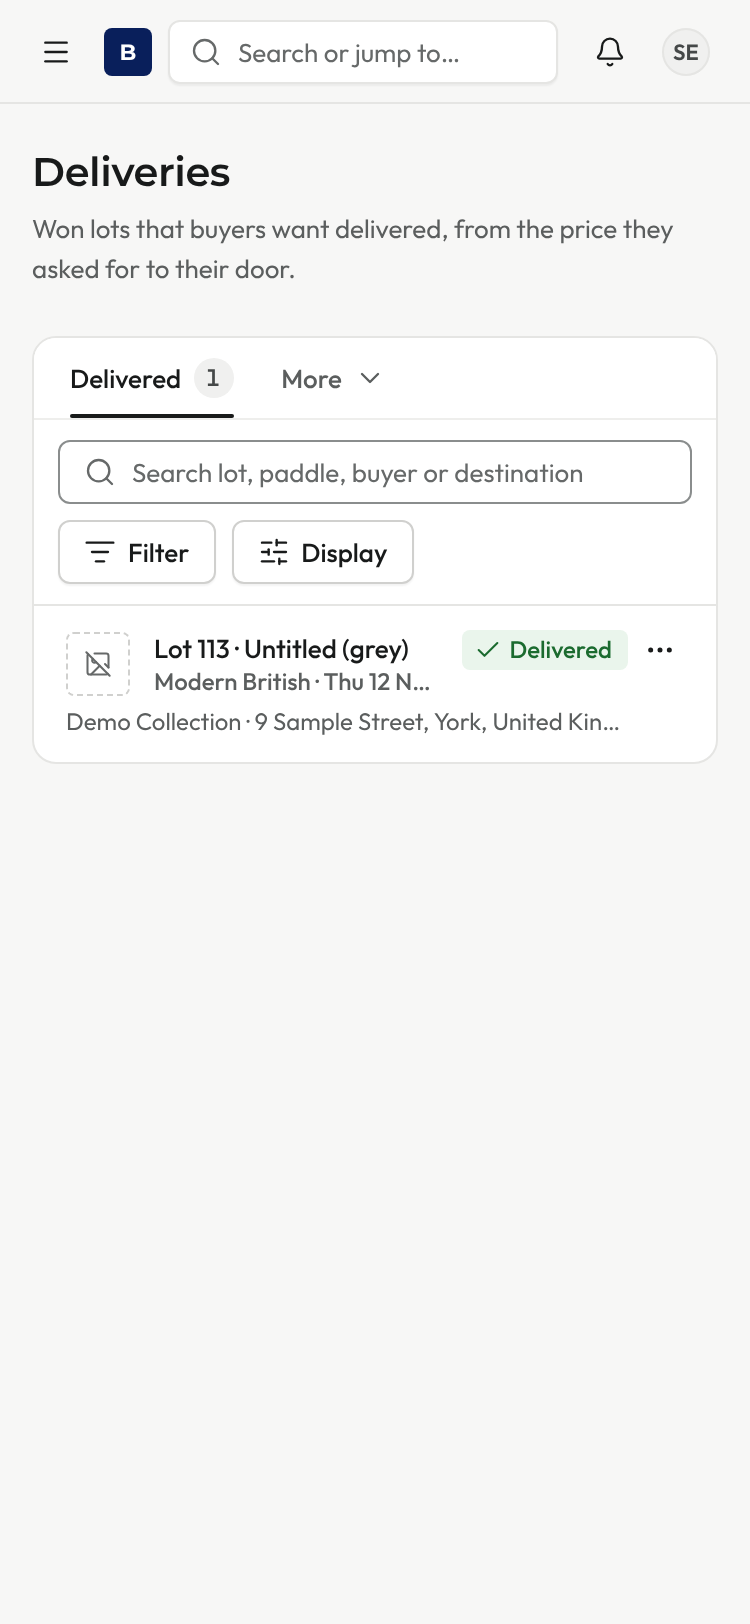 B
Search or jump to...
SE
Deliveries
Won lots that buyers want delivered, from the price they
asked for to their door.
Delivered 1
More
Search lot, paddle, buyer or destination
Filter
Display
Lot 113 · Untitled (grey)
Delivered
Modern British · Thu 12 N...
Demo Collection · 9 Sample Street, York, United Kin...